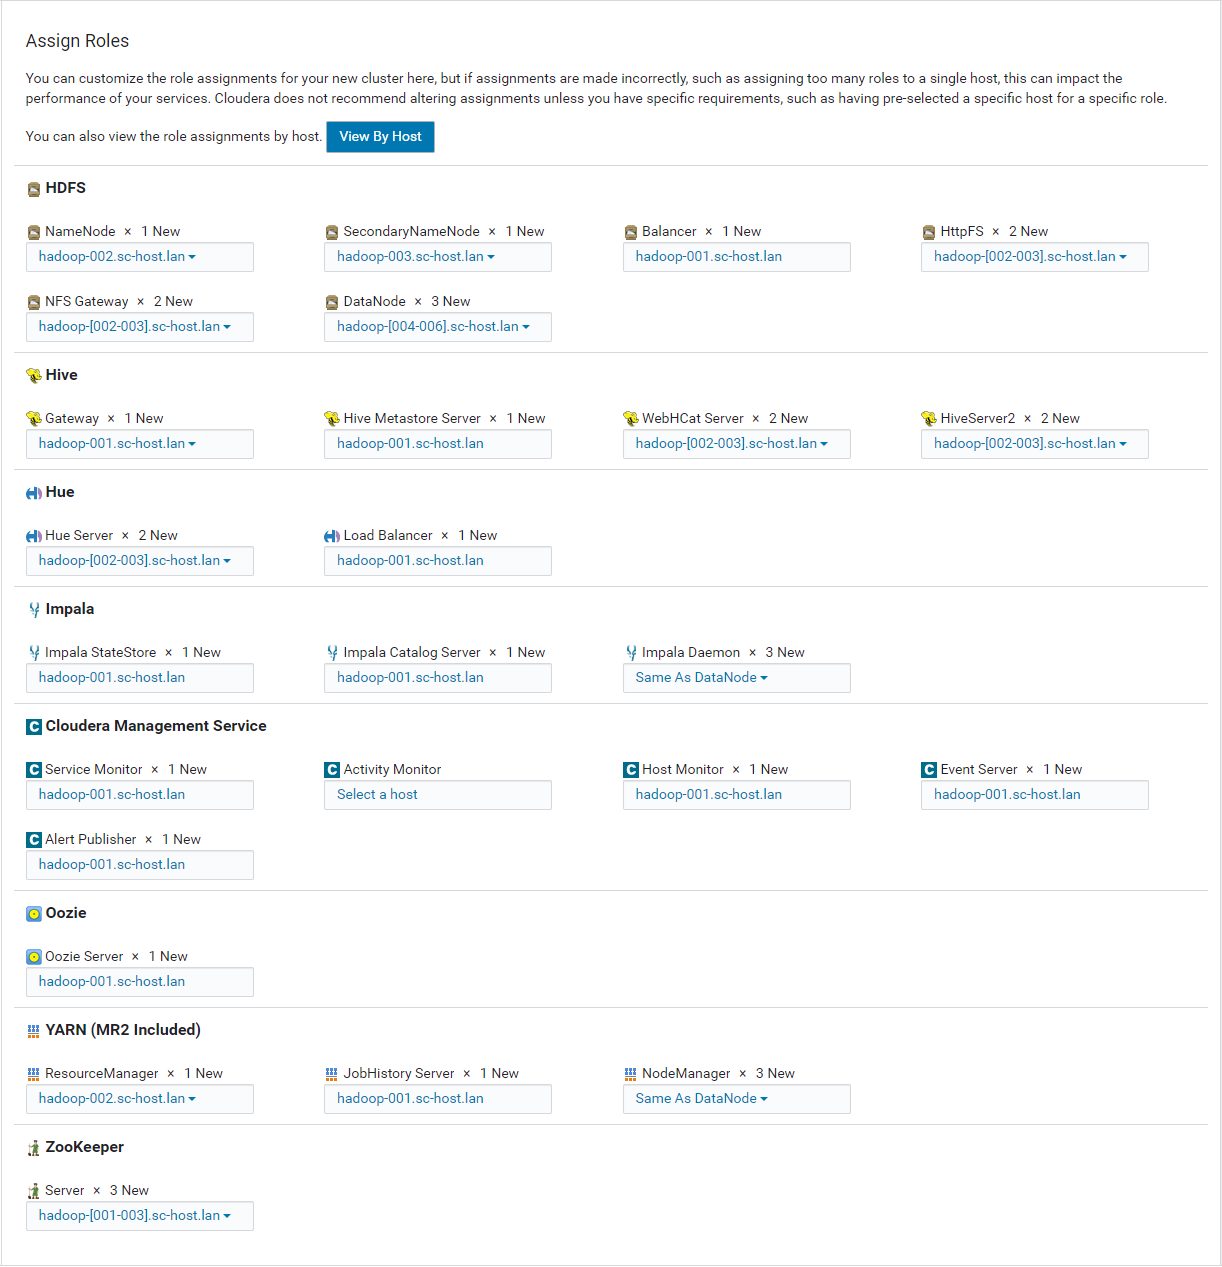 Assign Roles
You can customize the role assignments for your new cluster here, but if assignments are made incorrectly, such as assigning too many roles to a single host, this can impact the
performance of your services. Cloudera does not recommend altering assignments unless you have specific requirements, such as having pre-selected a specific host for a specific role.
You can also view the role assignments by host. View By Host
HDFS
NameNode × 1 New SecondaryNameNode × 1 New Balancer × 1 New HttpFS × 2 New
hadoop-002.sc-host.lan hadoop-003.sc-host.lan hadoop-001.sc-host.lan hadoop-[002-003].sc-host.lan
NFS Gateway × 2 New DataNode × 3 New
hadoop-[002-003].sc-host.lan hadoop-[004-006].sc-host.lan
Hive
Gateway × 1 New Hive Metastore Server × 1 New WebHCat Server × 2 New HiveServer2 × 2 New
hadoop-001.sc-host.lan hadoop-001.sc-host.lan hadoop-[002-003].sc-host.lan hadoop-[002-003].sc-host.lan
Hue
Hue Server × 2 New Load Balancer × 1 New
hadoop-[002-003].sc-host.lan hadoop-001.sc-host.lan
Impala
Impala StateStore × 1 New Impala Catalog Server × 1 New Impala Daemon × 3 New
hadoop-001.sc-host.lan hadoop-001.sc-host.lan Same As DataNode
C Cloudera Management Service
C Service Monitor × 1 New C Activity Monitor C Host Monitor × 1 New C Event Server × 1 New
hadoop-001.sc-host.lan Select a host hadoop-001.sc-host.lan hadoop-001.sc-host.lan
C Alert Publisher × 1 New
hadoop-001.sc-host.lan
Oozie
Oozie Server × 1 New
hadoop-001.sc-host.lan
YARN (MR2 Included)
ResourceManager × 1 New JobHistory Server × 1 New NodeManager × 3 New
hadoop-002.sc-host.lan hadoop-001.sc-host.lan Same As DataNode
ZooKeeper
Server × 3 New
hadoop-[001-003].sc-host.lan